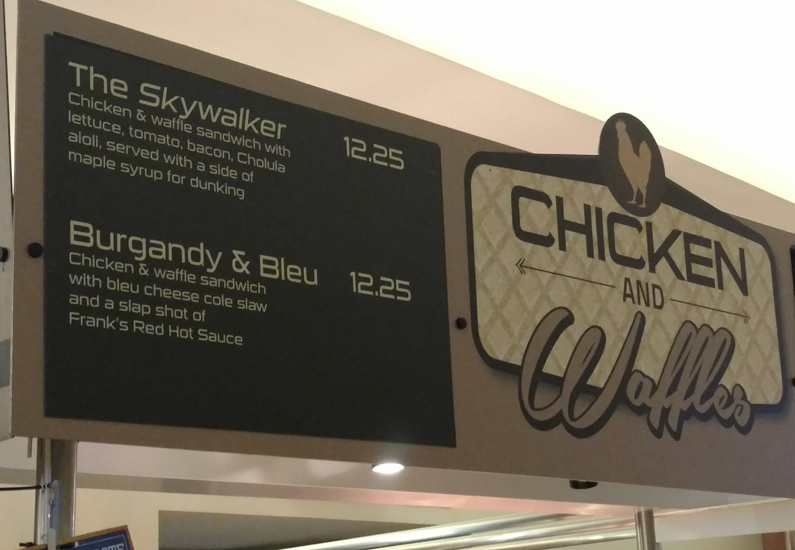 The Skywalker
12.25
Chicken & waffle sandwich with
lettuce, tomato, bacon, Cholula
aioli, served with a side of
maple syrup for dunking
Burgandy & Bleu
12.25
Chicken & waffle sandwich
with bleu cheese cole slaw
and a slap shot of
Frank's Red Hot Sauce
CHICKEN
AND
Waffles